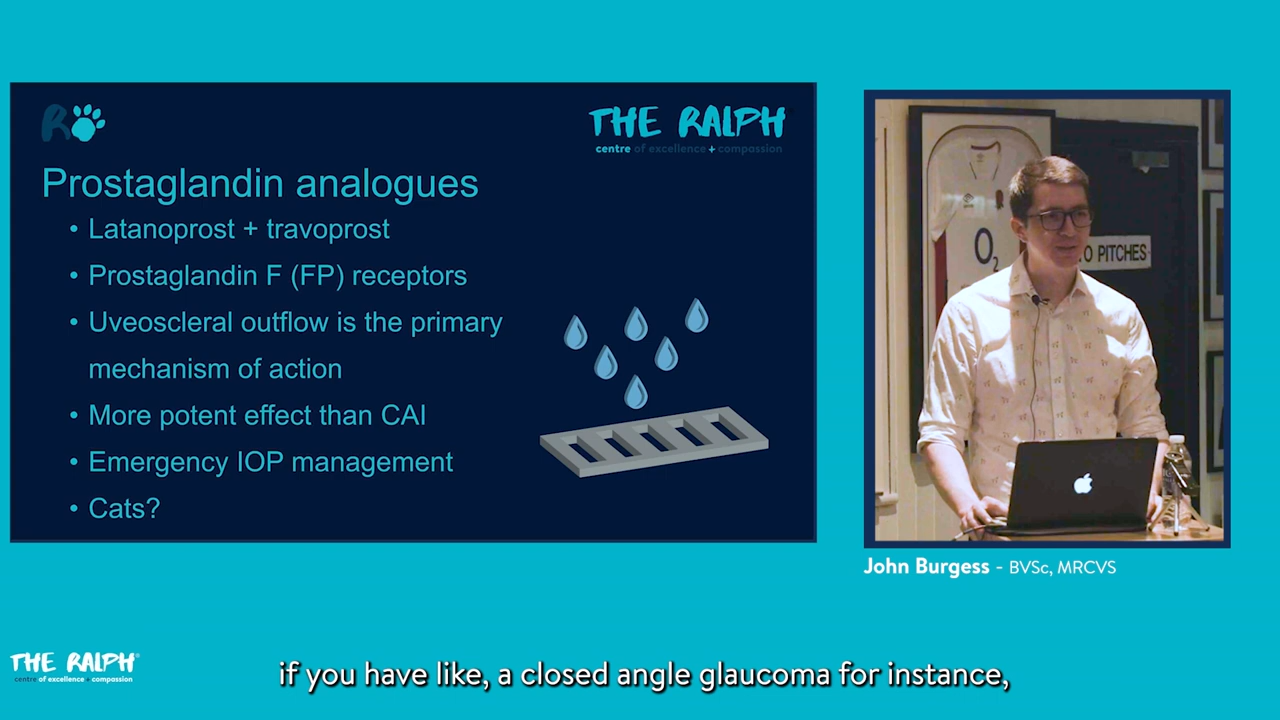 R
THE RALPH
centre of excellence + compassion
Prostaglandin analogues
• Latanoprost + travoprost
• Prostaglandin F (FP) receptors
• Uveoscleral outflow is the primary
mechanism of action
• More potent effect than CAI
• Emergency IOP management
• Cats?
O2
O PITCHES
John Burgess - BVSc, MRCVS
THE RALPH®
centre of excellence + compassion
if you have like, a closed angle glaucoma for instance,